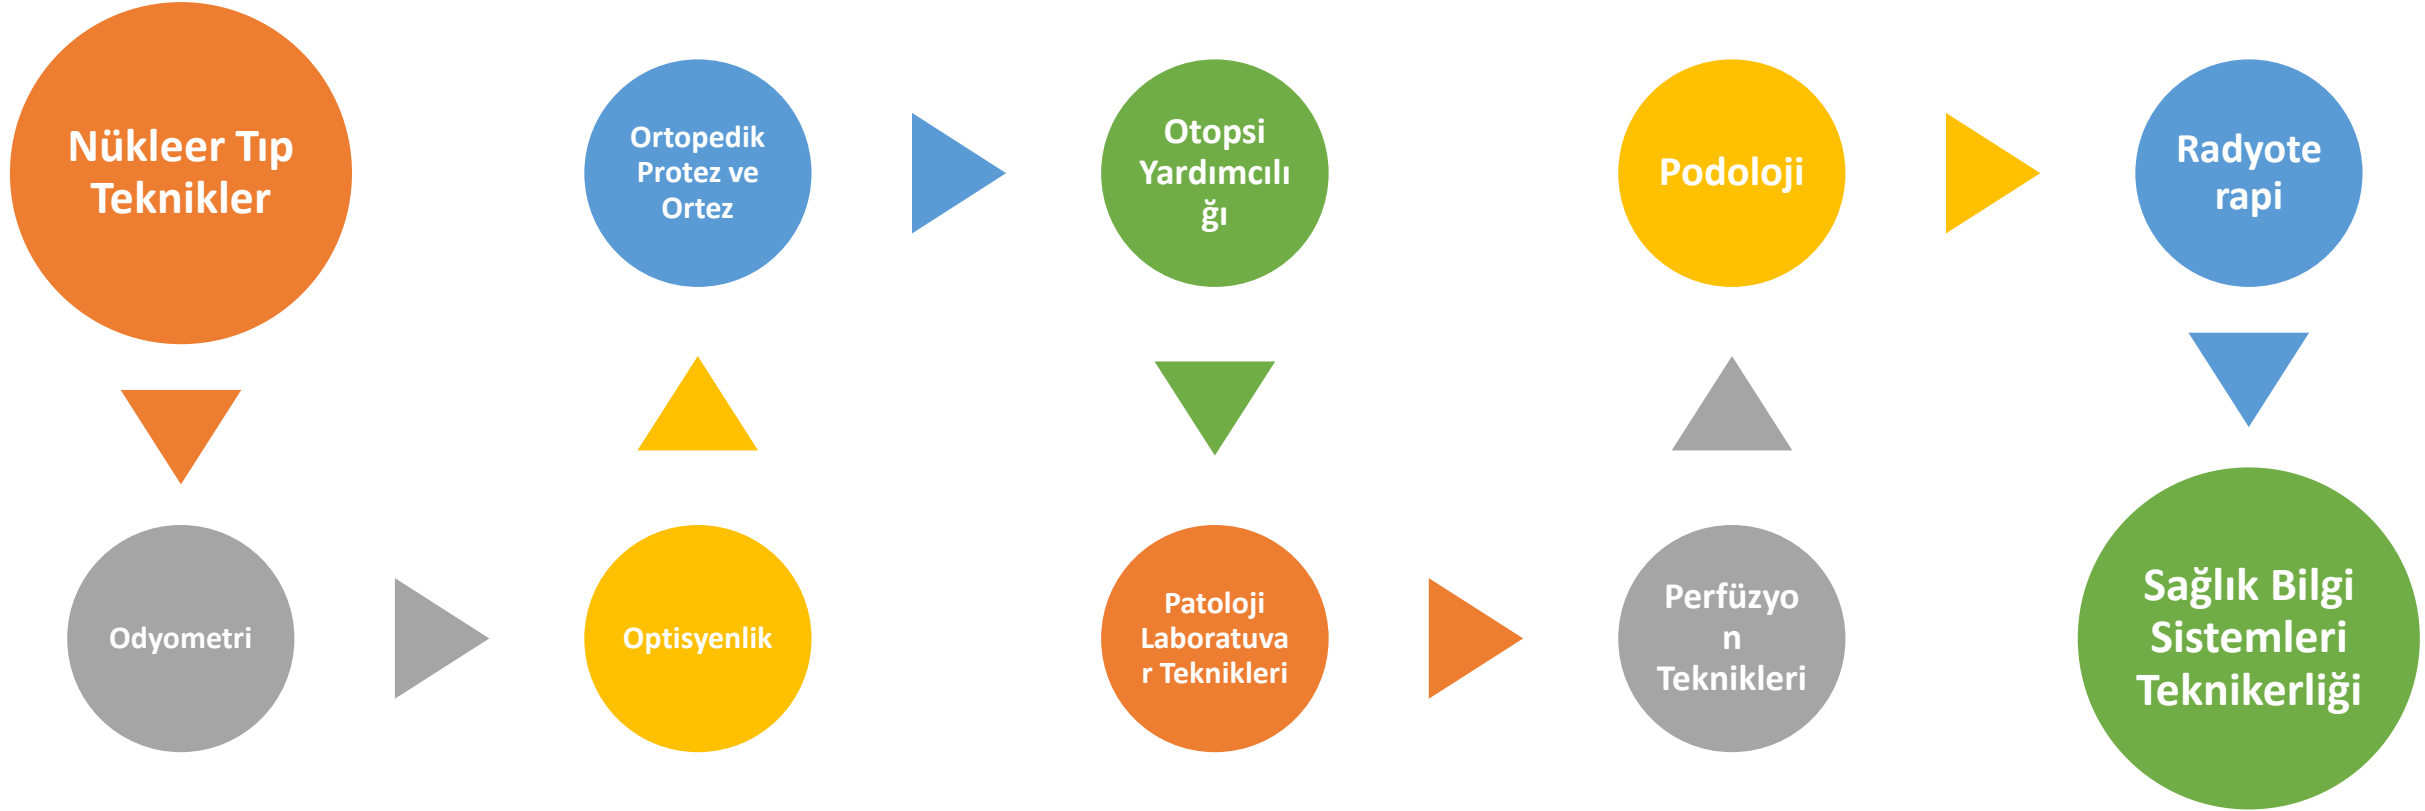 Nükleer Tıp
Teknikler
Odyometri
Optisyenlik
Ortopedik
Protez ve
Ortez
Otopsi
Yardımcılı
ğı
Patoloji
Laboratuva
r Teknikleri
Perfüzyo
n
Teknikleri
Podoloji
Radyote
rapi
Sağlık Bilgi
Sistemleri
Teknikerliği